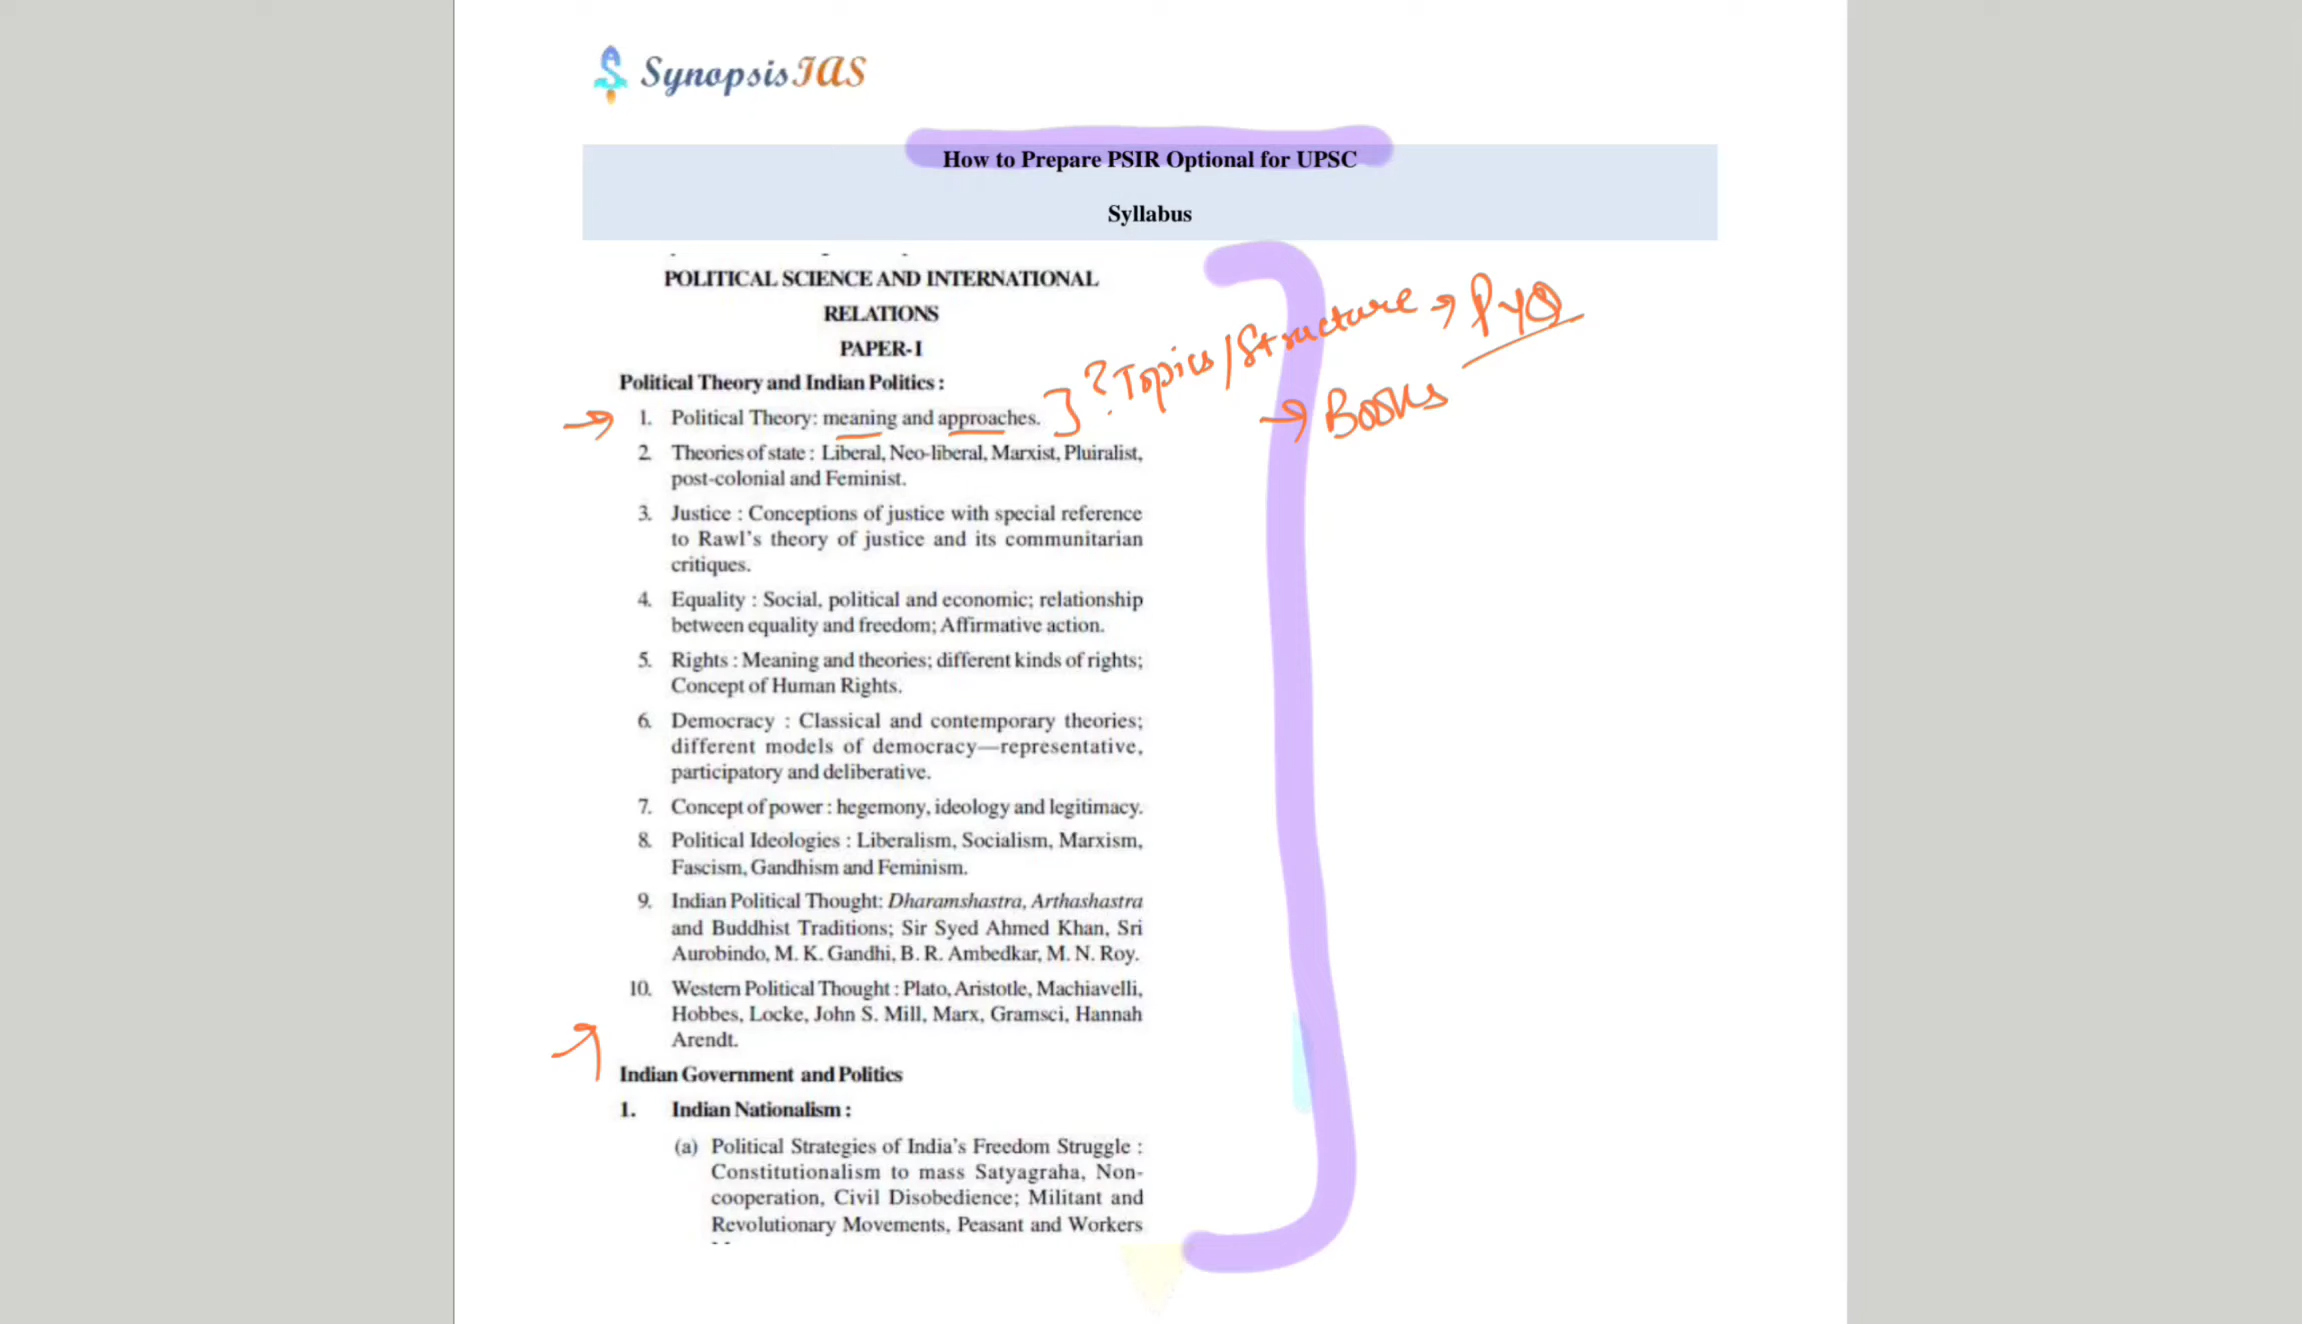 SynopsisIAS
How to Prepare PSIR Optional for UPSC
Syllabus
POLITICAL SCIENCE AND INTERNATIONAL
RELATIONS
PAPER-I
Political Theory and Indian Politics :
1. Political Theory: meaning and approaches.
? Topics/Structure → PYQ
→ Books
2. Theories of state : Liberal, Neo-liberal, Marxist, Pluiralist,
post-colonial and Feminist.
3. Justice : Conceptions of justice with special reference
to Rawl's theory of justice and its communitarian
critiques.
4. Equality : Social, political and economic; relationship
between equality and freedom; Affirmative action.
5. Rights : Meaning and theories; different kinds of rights;
Concept of Human Rights.
6. Democracy : Classical and contemporary theories;
different models of democracy—representative,
participatory and deliberative.
7. Concept of power : hegemony, ideology and legitimacy.
8. Political Ideologies : Liberalism, Socialism, Marxism,
Fascism, Gandhism and Feminism.
9. Indian Political Thought: Dharamshastra, Arthashastra
and Buddhist Traditions; Sir Syed Ahmed Khan, Sri
Aurobindo, M. K. Gandhi, B. R. Ambedkar, M. N. Roy.
10. Western Political Thought : Plato, Aristotle, Machiavelli,
Hobbes, Locke, John S. Mill, Marx, Gramsci, Hannah
Arendt.
Indian Government and Politics
1. Indian Nationalism :
(a) Political Strategies of India's Freedom Struggle :
Constitutionalism to mass Satyagraha, Non-
cooperation, Civil Disobedience; Militant and
Revolutionary Movements, Peasant and Workers